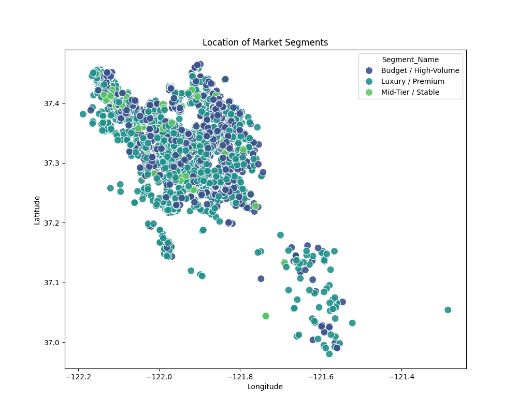 Location of Market Segments
Segment_Name
Budget / High-Volume
Luxury / Premium
Mid-Tier / Stable
37.4
37.3
37.2
37.1
37.0
Latitude
−122.2
−122.0
−121.8
−121.6
−121.4
Longitude